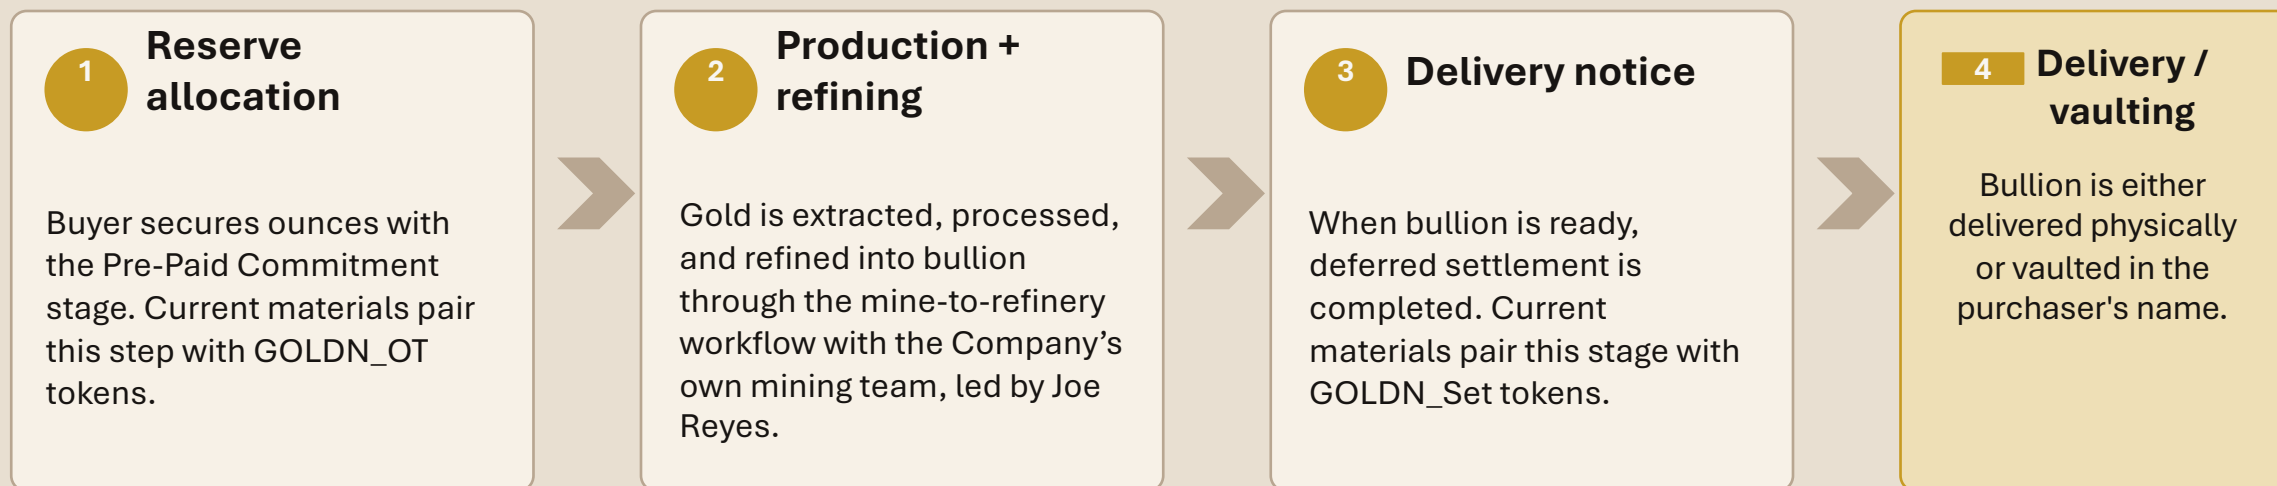 1
Reserve
allocation
Buyer secures ounces with
the Pre-Paid Commitment
stage. Current materials pair
this step with GOLDN_OT
tokens.
2
Production +
refining
Gold is extracted, processed,
and refined into bullion
through the mine-to-refinery
workflow with the Company’s
own mining team, led by Joe
Reyes.
3
Delivery notice
When bullion is ready,
deferred settlement is
completed. Current
materials pair this stage with
GOLDN_Set tokens.
4
Delivery /
vaulting
Bullion is either
delivered physically
or vaulted in the
purchaser's name.